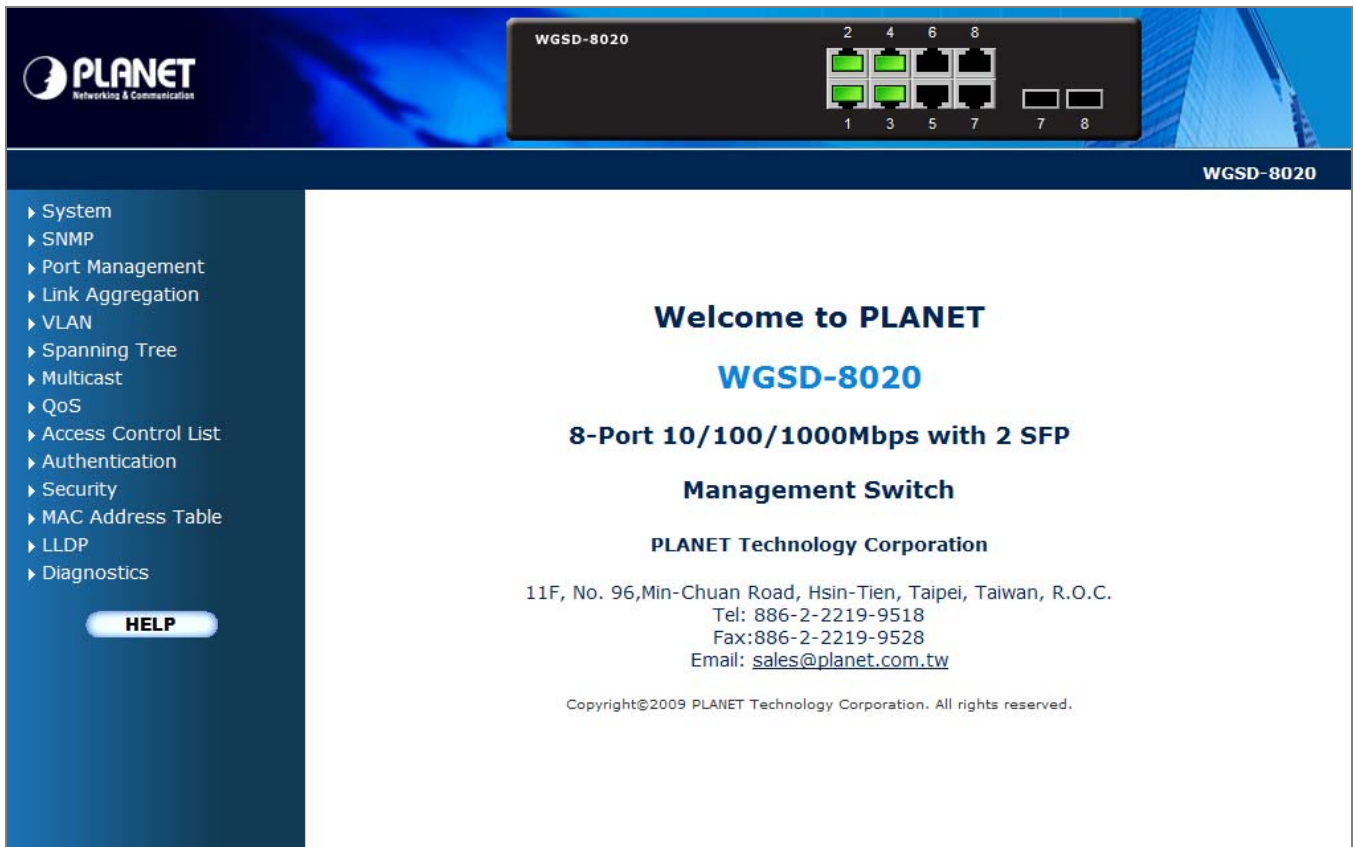 PLANET
Networking & Communication
WGSD-8020
2 4 6 8
1 3 5 7 7 8
WGSD-8020
System
SNMP
Port Management
Link Aggregation
VLAN
Spanning Tree
Multicast
QoS
Access Control List
Authentication
Security
MAC Address Table
LLDP
Diagnostics
HELP
Welcome to PLANET
WGSD-8020
8-Port 10/100/1000Mbps with 2 SFP
Management Switch
PLANET Technology Corporation
11F, No. 96,Min-Chuan Road, Hsin-Tien, Taipei, Taiwan, R.O.C.
Tel: 886-2-2219-9518
Fax:886-2-2219-9528
Email: sales@planet.com.tw
Copyright©2009 PLANET Technology Corporation. All rights reserved.